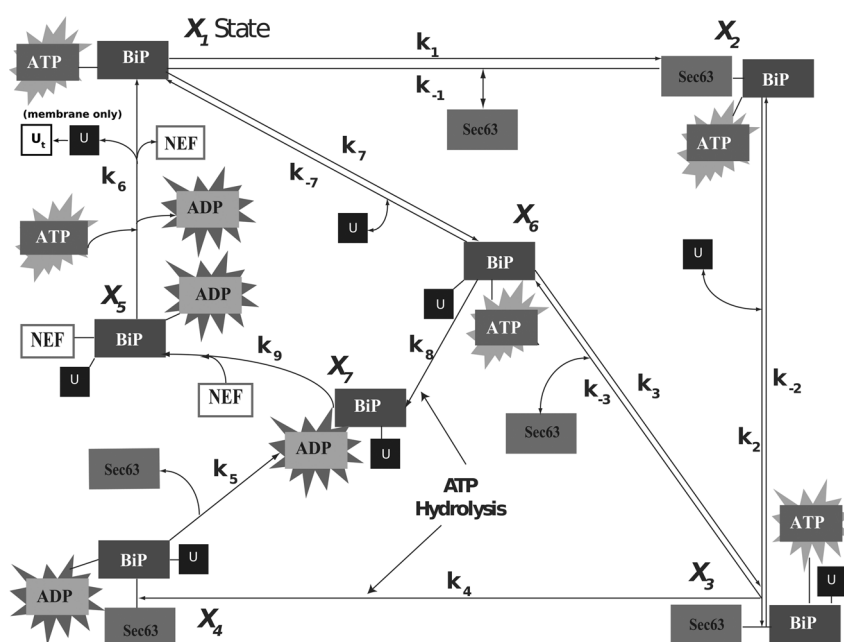 X1 State
k1
X2
ATP
BiP
Sec63
BiP
k-1
(membrane only)
Ut
U
NEF
Sec63
ATP
k6
k7
k-7
ADP
ATP
U
X6
BiP
U
X5
ADP
U
ATP
NEF
BiP
k9
k8
k-2
U
X7
k-3
k3
NEF
BiP
Sec63
k2
ADP
U
Sec63
k5
ATP
Hydrolysis
ATP
BiP
U
X3
k4
U
ADP
Sec63
X4
Sec63
BiP